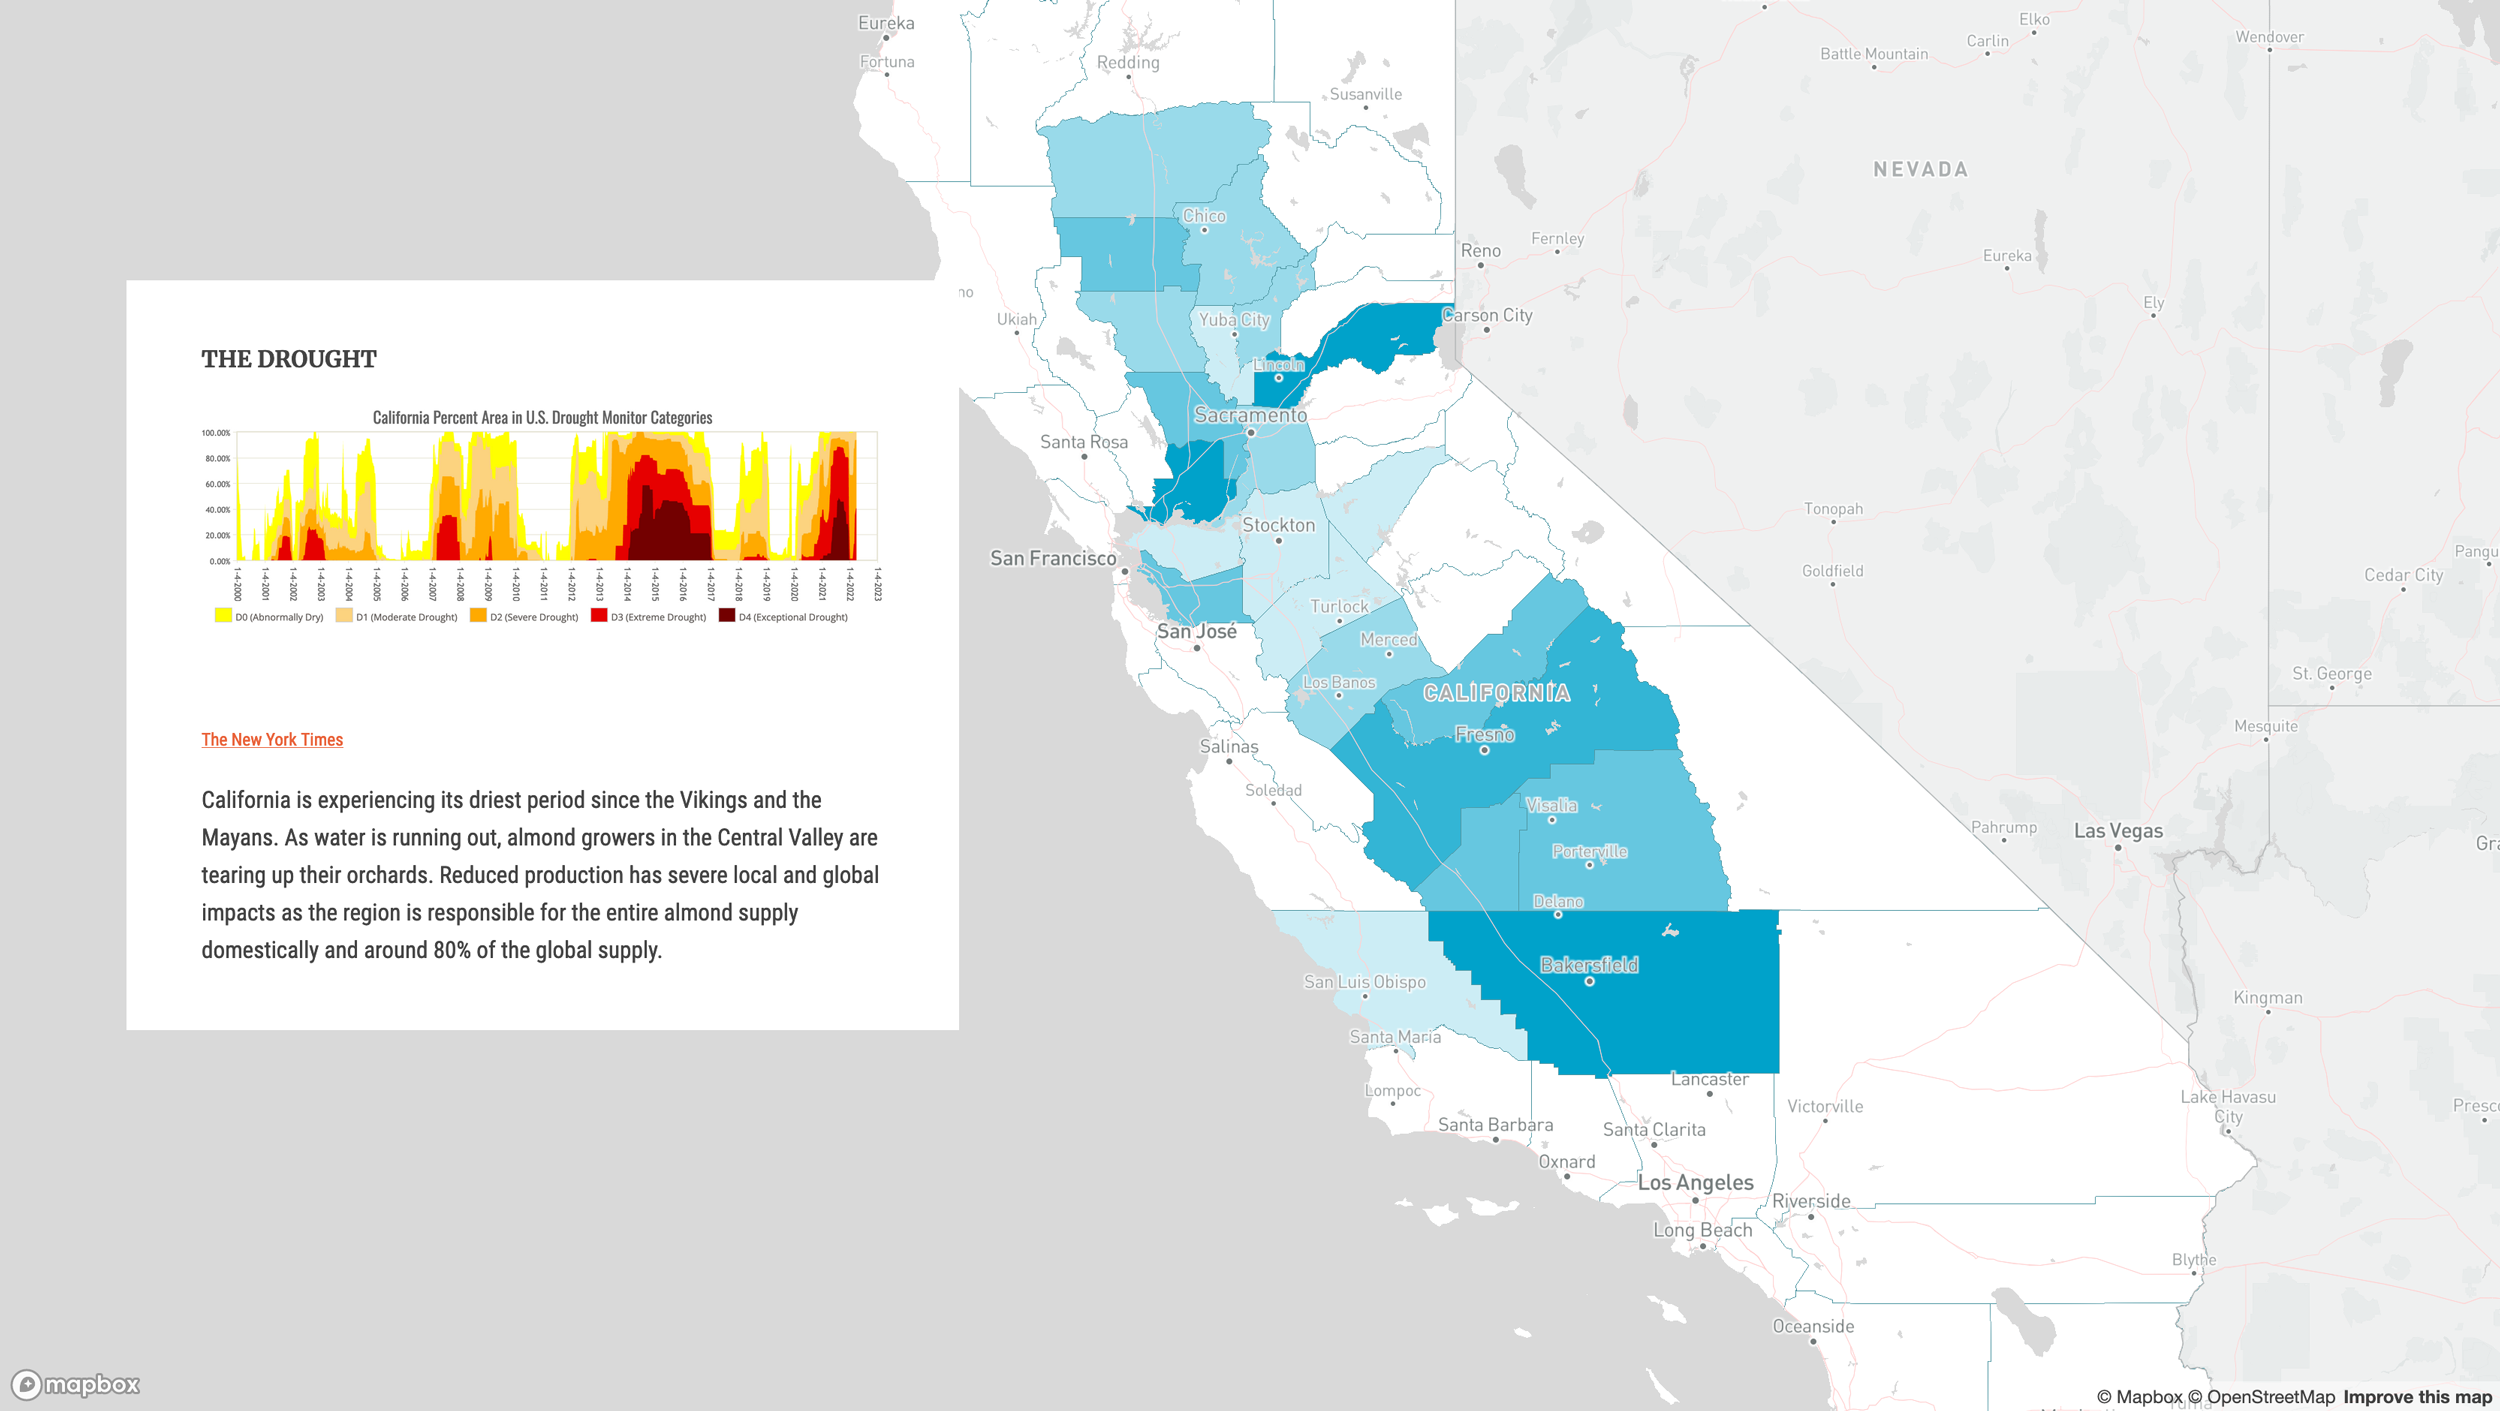 THE DROUGHT
California Percent Area in U.S. Drought Monitor Categories
100.00%
80.00%
60.00%
40.00%
20.00%
0.00%
1-4-2000
1-4-2001
1-4-2002
1-4-2003
1-4-2004
1-4-2005
1-4-2006
1-4-2007
1-4-2008
1-4-2009
1-4-2010
1-4-2011
1-4-2012
1-4-2013
1-4-2014
1-4-2015
1-4-2016
1-4-2017
1-4-2018
1-4-2019
1-4-2020
1-4-2021
1-4-2022
1-4-2023
D0 (Abnormally Dry) D1 (Moderate Drought) D2 (Severe Drought) D3 (Extreme Drought) D4 (Exceptional Drought)
The New York Times
California is experiencing its driest period since the Vikings and the
Mayans. As water is running out, almond growers in the Central Valley are
tearing up their orchards. Reduced production has severe local and global
impacts as the region is responsible for the entire almond supply
domestically and around 80% of the global supply.
Eureka
Fortuna
Redding
Susanville
Battle Mountain
Carlin
Elko
Wendover
NEVADA
Chico
Reno
Fernley
Eureka
Ely
no
Ukiah
Yuba City
Carson City
Lincoln
Sacramento
Santa Rosa
Stockton
San Francisco
Tonopah
Goldfield
Pangu
Cedar City
Turlock
San José
Merced
Los Banos
CALIFORNIA
St. George
Mesquite
Fresno
Salinas
Soledad
Visalia
Porterville
Delano
Pahrump
Las Vegas
Gra
Bakersfield
San Luis Obispo
Santa Maria
Kingman
Lompoc
Lancaster
Victorville
Lake Havasu
City
Presco
Santa Barbara
Santa Clarita
Oxnard
Los Angeles
Riverside
Long Beach
Blythe
Oceanside
mapbox
© Mapbox © OpenStreetMap Improve this map